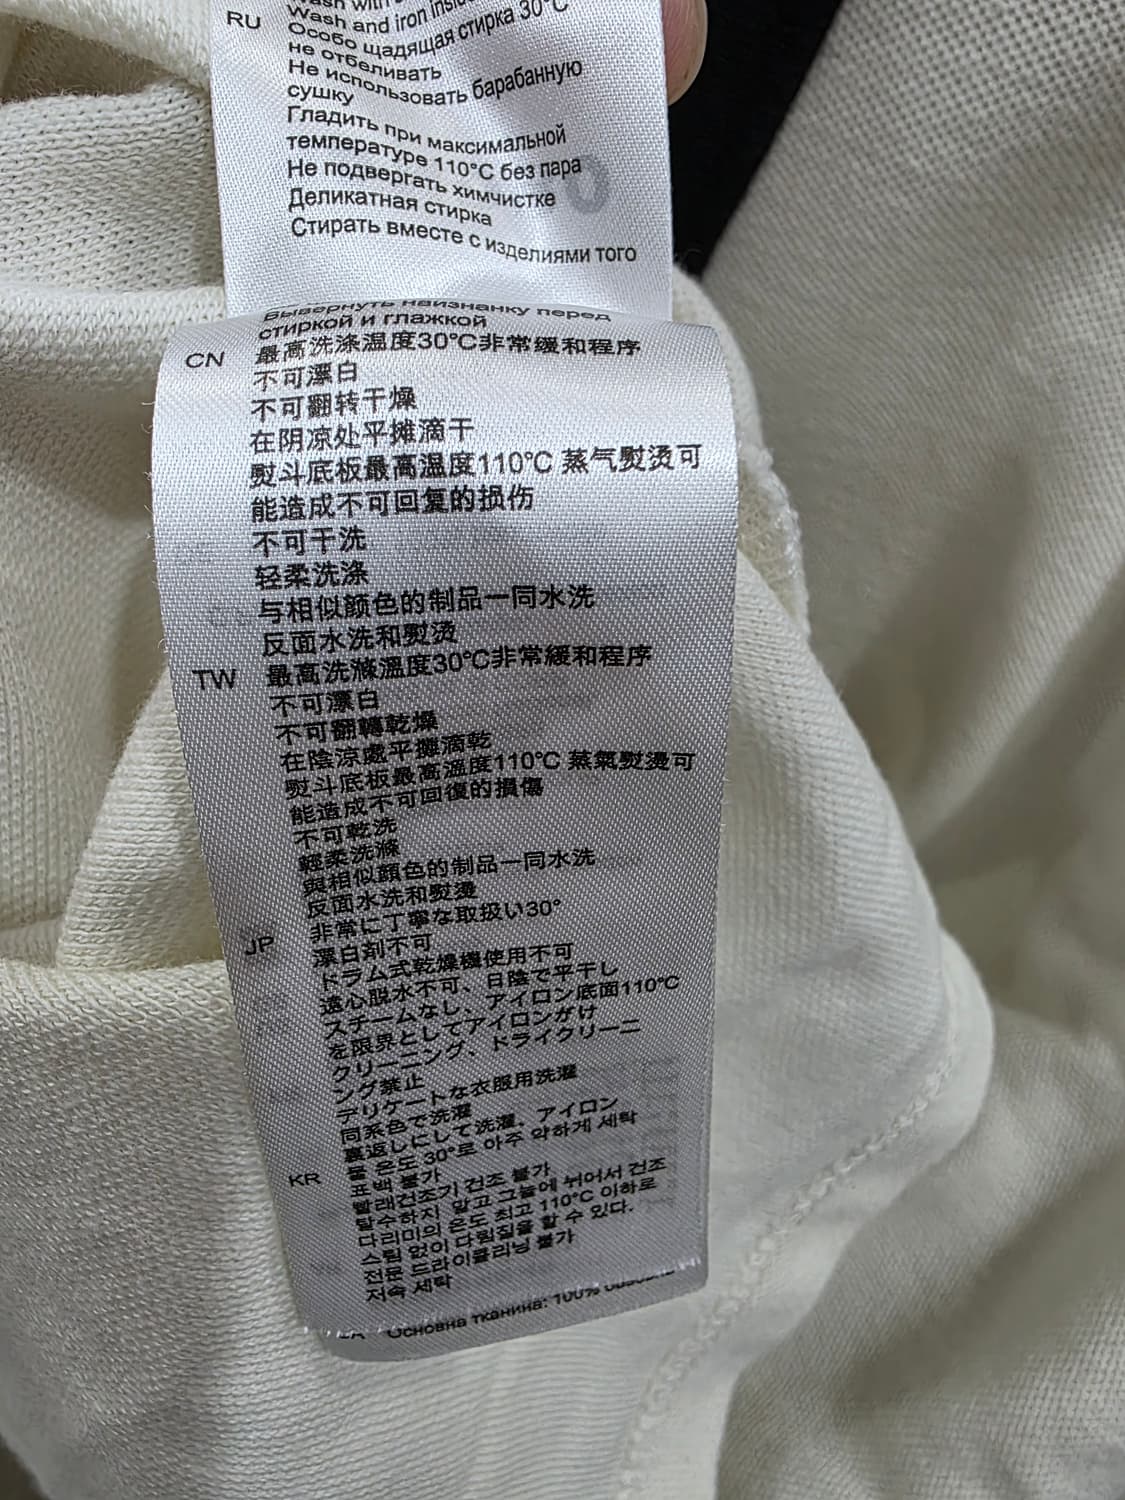 Wash and iron inside
RU Особо щадящая стирка 30°C
не отбеливать
Не использовать барабанную
сушку
Гладить при максимальной
температуре 110°C без пара
Не подвергать химчистке
Деликатная стирка
Стирать вместе с изделиями того
Вывернуть наизнанку перед
стиркой и глажкой
CN 最高洗涤温度30°C非常缓和程序
不可漂白
不可翻转干燥
在阴凉处平摊滴干
熨斗底板最高温度110°C 蒸气熨烫可
能造成不可回复的损伤
不可干洗
轻柔洗涤
与相似颜色的制品一同水洗
反面水洗和熨烫
TW 最高洗滌溫度30°C非常緩和程序
不可漂白
不可翻轉乾燥
在陰涼處平攤滴乾
熨斗底板最高溫度110°C 蒸氣熨燙可
能造成不可回復的損傷
不可乾洗
輕柔洗滌
與相似顏色的制品一同水洗
反面水洗和熨燙
JP 非常に丁寧な取扱い30°
漂白剤不可
ドラム式乾燥機使用不可
遠心脱水不可、日陰で平干し
スチームなし、アイロン底面110°C
を限界としてアイロンがけ
クリーニング、ドライクリーニ
ング禁止
デリケートな衣服用洗濯
同系色で洗濯
裏返しにして洗濯、アイロン
KR 물 온도 30°로 아주 약하게 세탁
표백 불가
빨래건조기 건조 불가
탈수하지 말고 그늘에 뉘어서 건조
다리미의 온도 최고 110°C 이하로
스팀 없이 다림질을 할 수 있다.
전문 드라이클리닝 불가
저속 세탁
Основна тканина: 100%